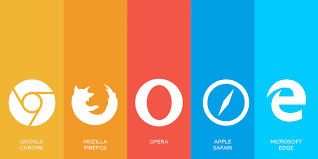 GOOGLE
CHROME
MOZILLA
FIREFOX
OPERA
APPLE
SAFARI
MICROSOFT
EDGE